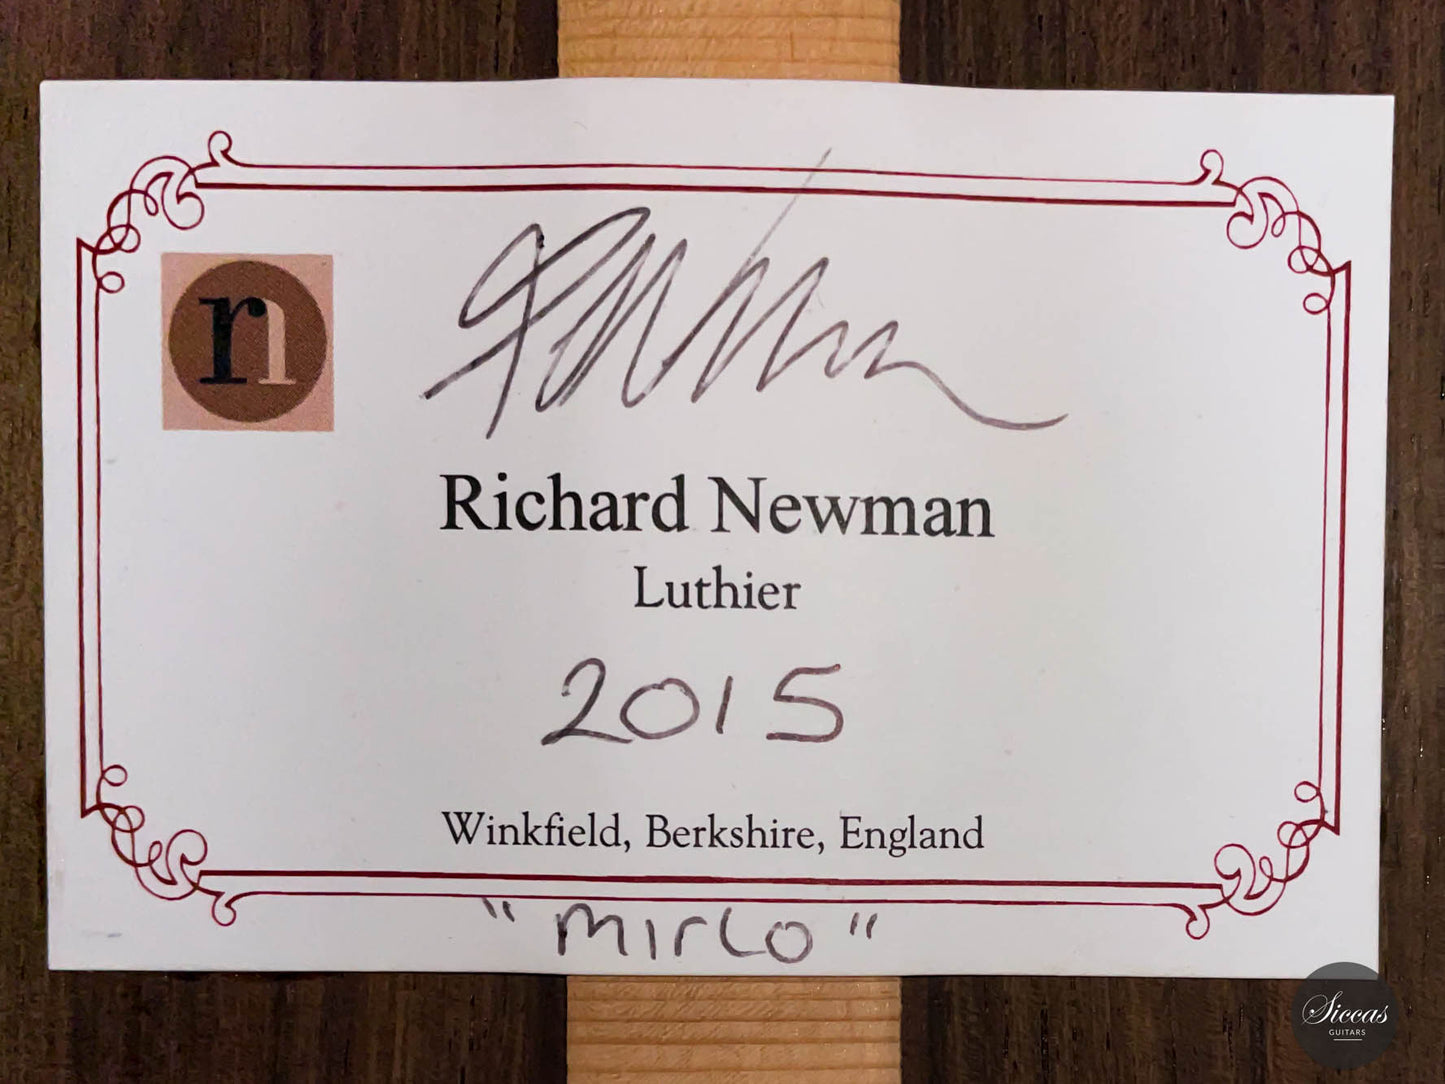 rn
Richard Newman
Luthier
2015
Winkfield, Berkshire, England
"mirlo"
Siccas
GUITARS